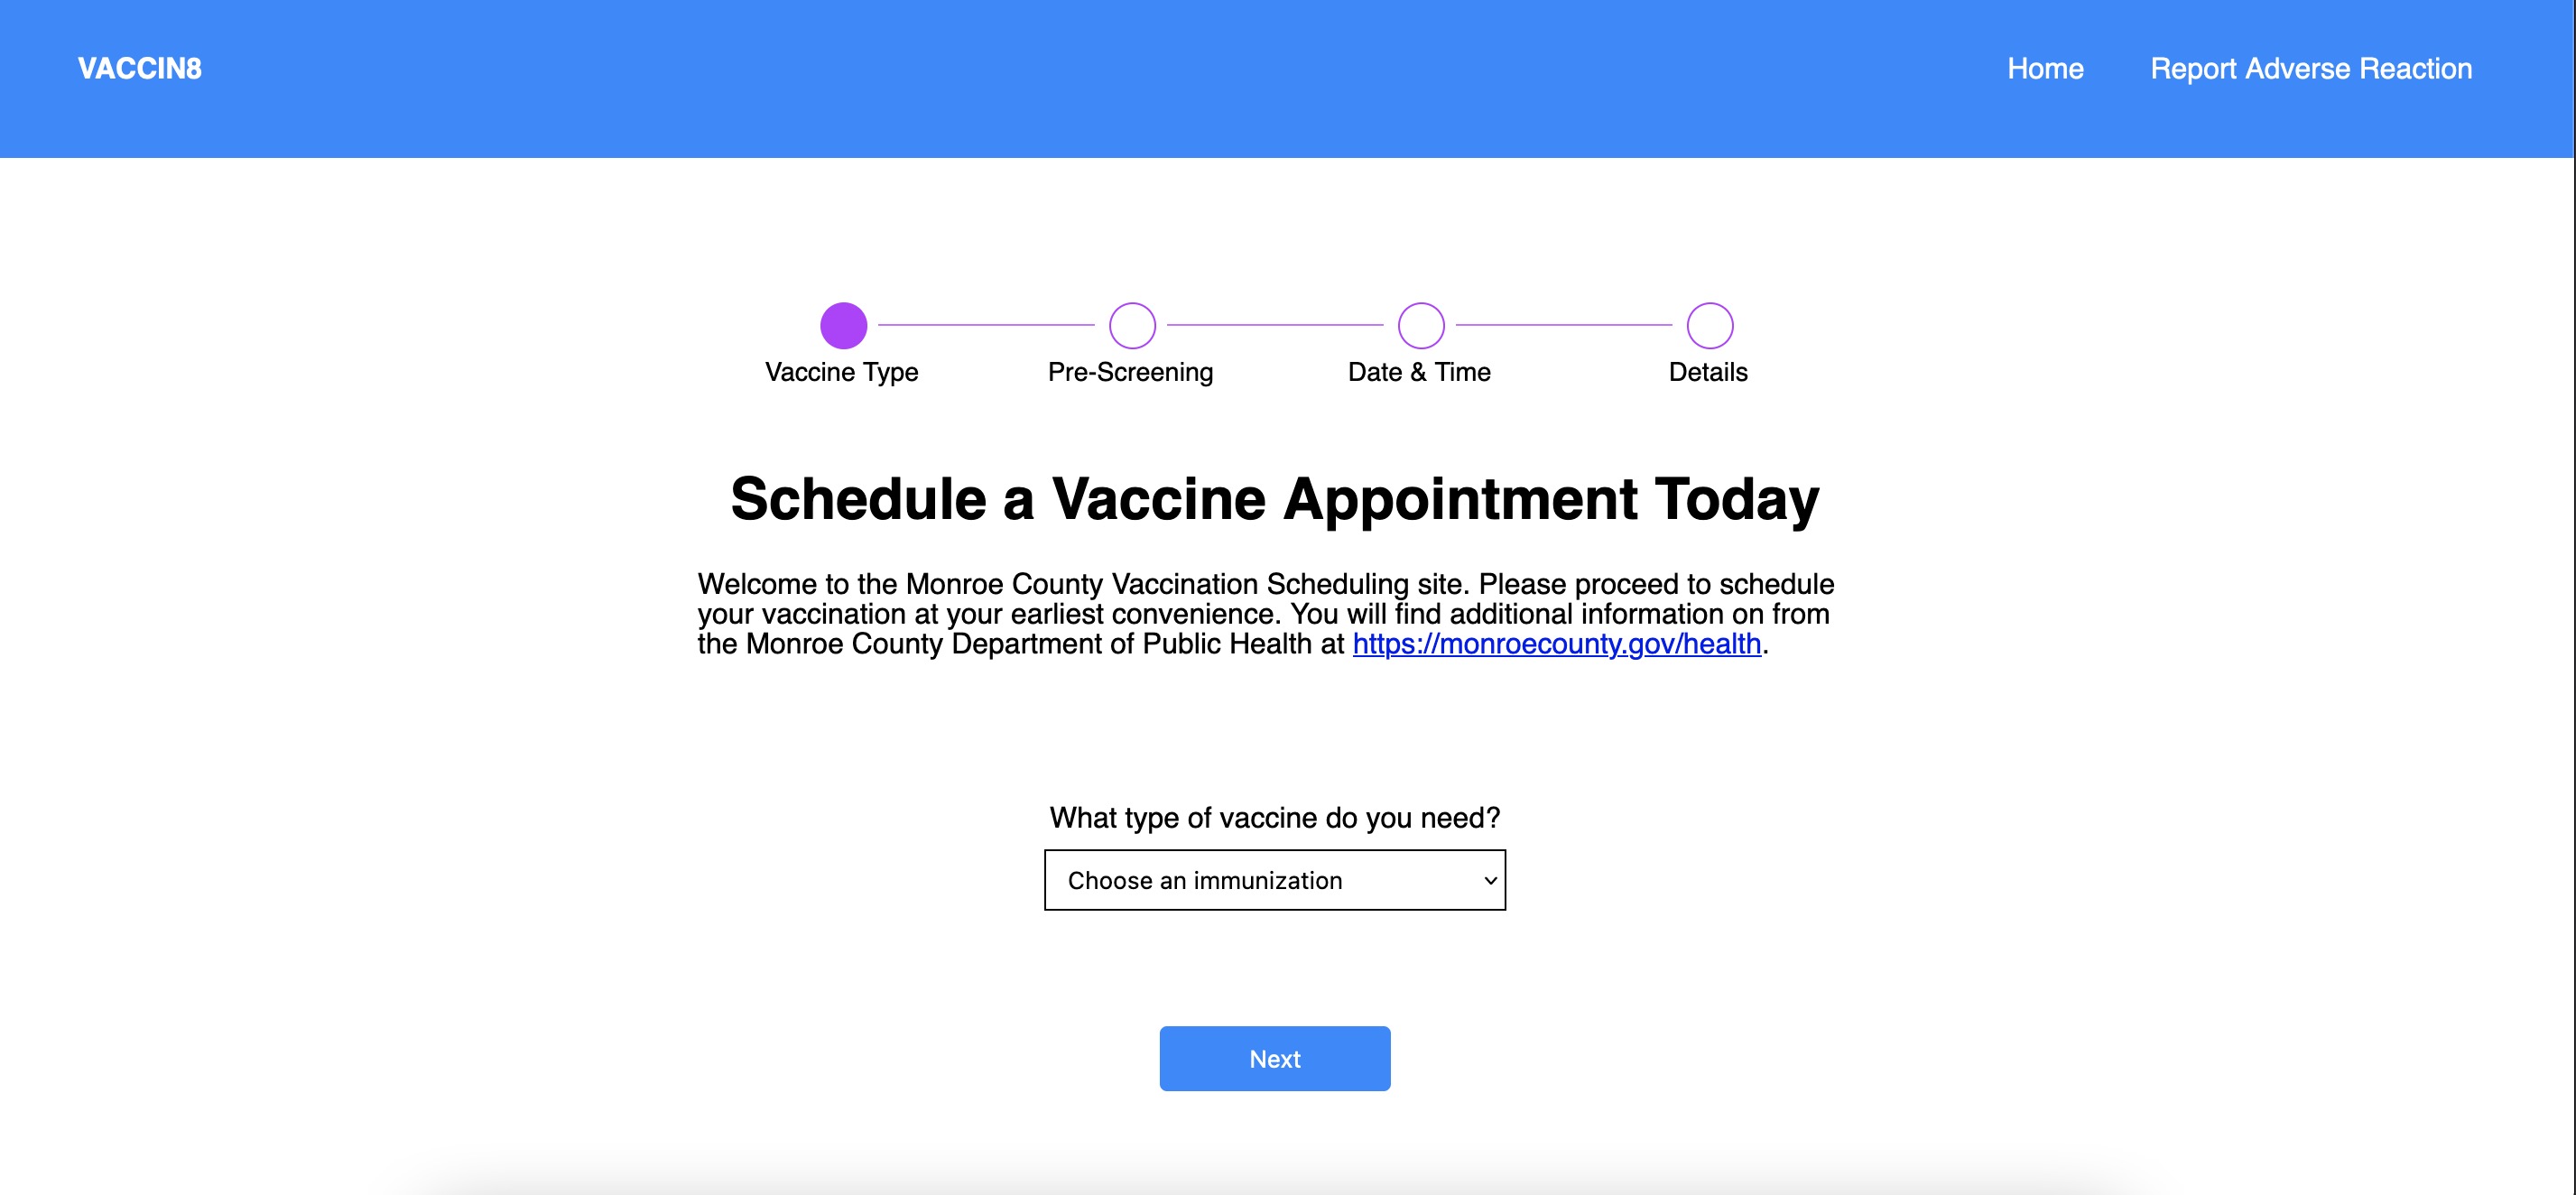 VACCIN8
Home
Report Adverse Reaction
Vaccine Type
Pre-Screening
Date & Time
Details
Schedule a Vaccine Appointment Today
Welcome to the Monroe County Vaccination Scheduling site. Please proceed to schedule
your vaccination at your earliest convenience. You will find additional information on from
the Monroe County Department of Public Health at https://monroecounty.gov/health.
What type of vaccine do you need?
Choose an immunization
Next